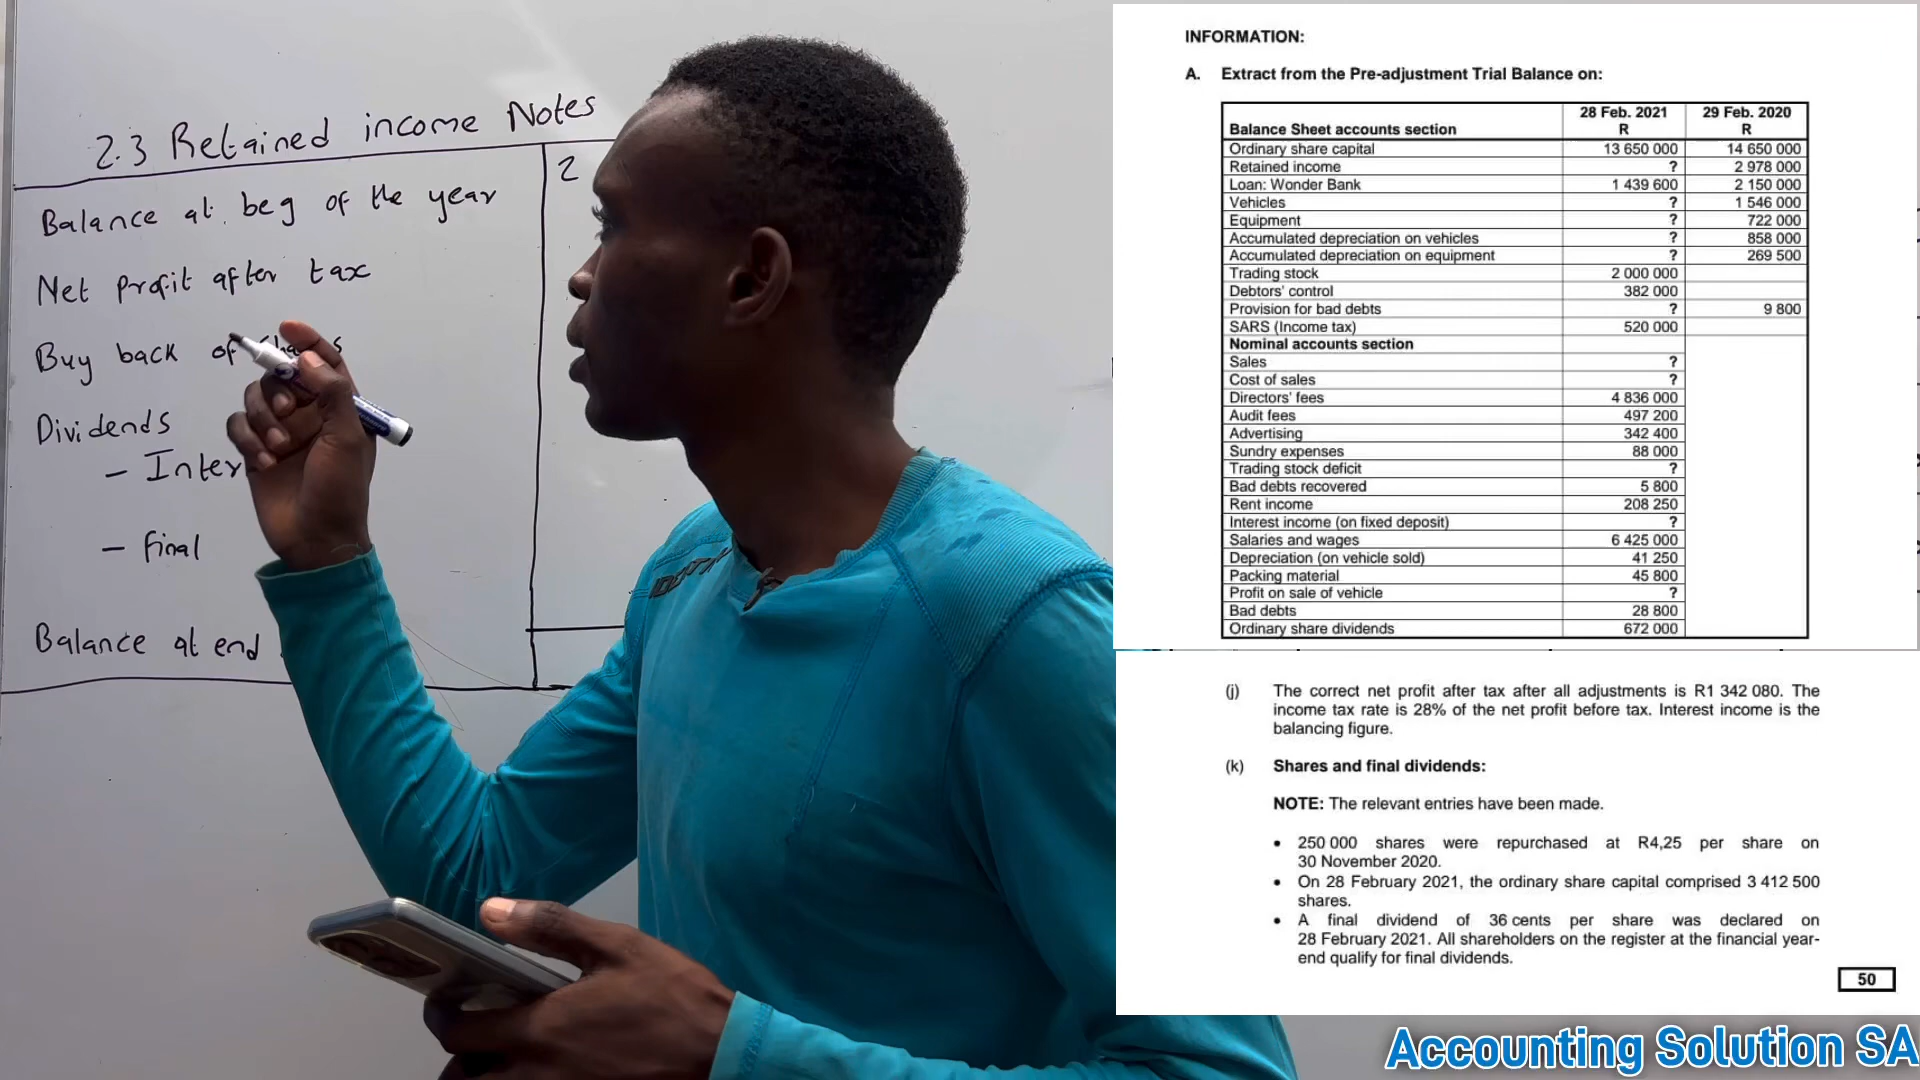 2.3 Retained income Notes
Balance at beg of the year
2
Net profit after tax
Buy back of
Dividends
- Inter
- final
Balance at end
INFORMATION:
A. Extract from the Pre-adjustment Trial Balance on:
Balance Sheet accounts section 28 Feb. 2021 R 29 Feb. 2020 R
Ordinary share capital 13 650 000 14 650 000
Retained income ? 2 978 000
Loan: Wonder Bank 1 439 600 2 150 000
Vehicles ? 1 546 000
Equipment ? 722 000
Accumulated depreciation on vehicles ? 858 000
Accumulated depreciation on equipment ? 269 500
Trading stock 2 000 000
Debtors' control 382 000
Provision for bad debts ? 9 800
SARS (Income tax) 520 000
Nominal accounts section
Sales ?
Cost of sales ?
Directors' fees 4 836 000
Audit fees 497 200
Advertising 342 400
Sundry expenses 88 000
Trading stock deficit ?
Bad debts recovered 5 800
Rent income 208 250
Interest income (on fixed deposit) ?
Salaries and wages 6 425 000
Depreciation (on vehicle sold) 41 250
Packing material 45 800
Profit on sale of vehicle ?
Bad debts 28 800
Ordinary share dividends 672 000
(j) The correct net profit after tax after all adjustments is R1 342 080. The
income tax rate is 28% of the net profit before tax. Interest income is the
balancing figure.
(k) Shares and final dividends:
NOTE: The relevant entries have been made.
• 250 000 shares were repurchased at R4,25 per share on
30 November 2020.
• On 28 February 2021, the ordinary share capital comprised 3 412 500
shares.
• A final dividend of 36 cents per share was declared on
28 February 2021. All shareholders on the register at the financial year-
end qualify for final dividends.
50
Accounting Solution SA